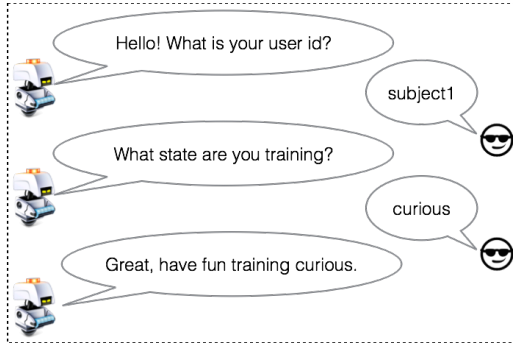 Hello! What is your user id?
subject1
What state are you training?
curious
Great, have fun training curious.